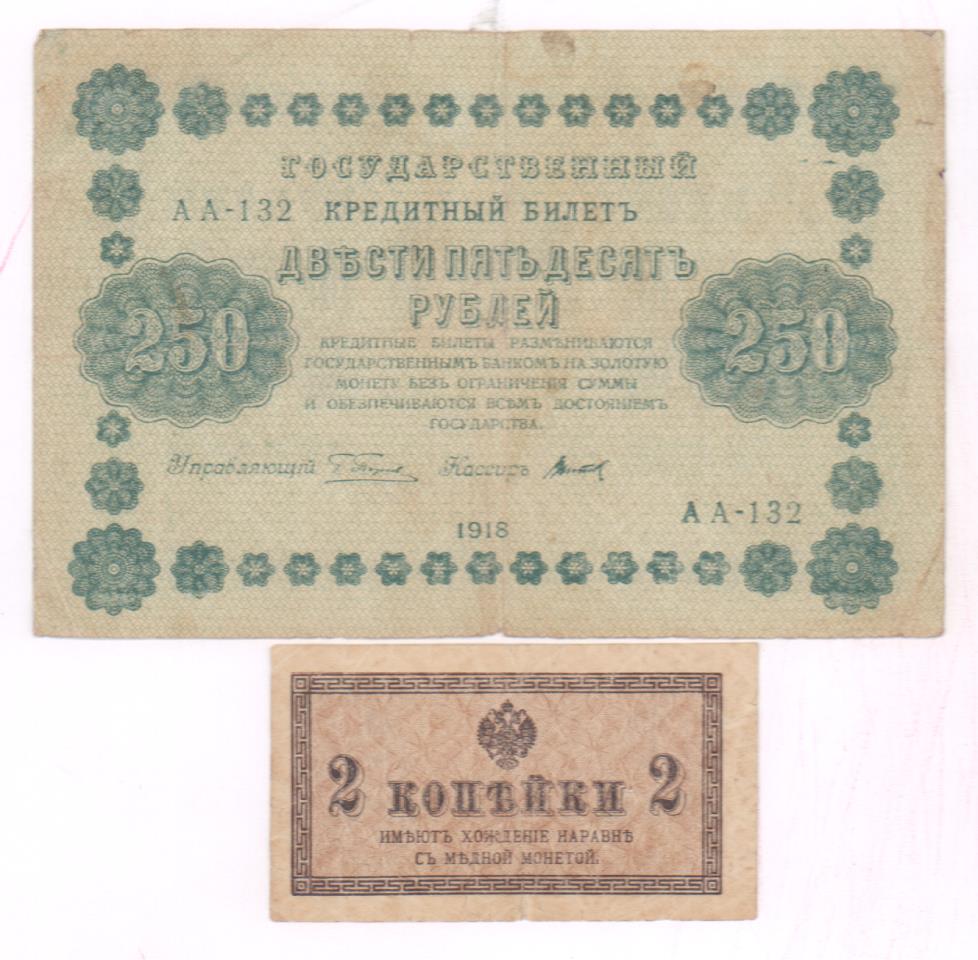 ГОСУДАРСТВЕННЫЙ
АА-132 КРЕДИТНЫЙ БИЛЕТЪ
ДВѢСТИ ПЯТЬДЕСЯТЪ
РУБЛЕЙ
250 250
КРЕДИТНЫЕ БИЛЕТЫ РАЗМѢНИВАЮТСЯ
ГОСУДАРСТВЕННЫМЪ БАНКОМЪ НА ЗОЛОТУЮ
МОНЕТУ БЕЗЪ ОГРАНИЧЕНІЯ СУММЫ
И ОБЕЗПЕЧИВАЮТСЯ ВСѢМЪ ДОСТОЯНІЕМЪ
ГОСУДАРСТВА.
Управляющій Кассиръ
АА-132
1918
2 КОПѢЙКИ 2
ИМѢЮТЪ ХОЖДЕНІЕ НАРАВНѢ
СЪ МѢДНОЙ МОНЕТОЙ.